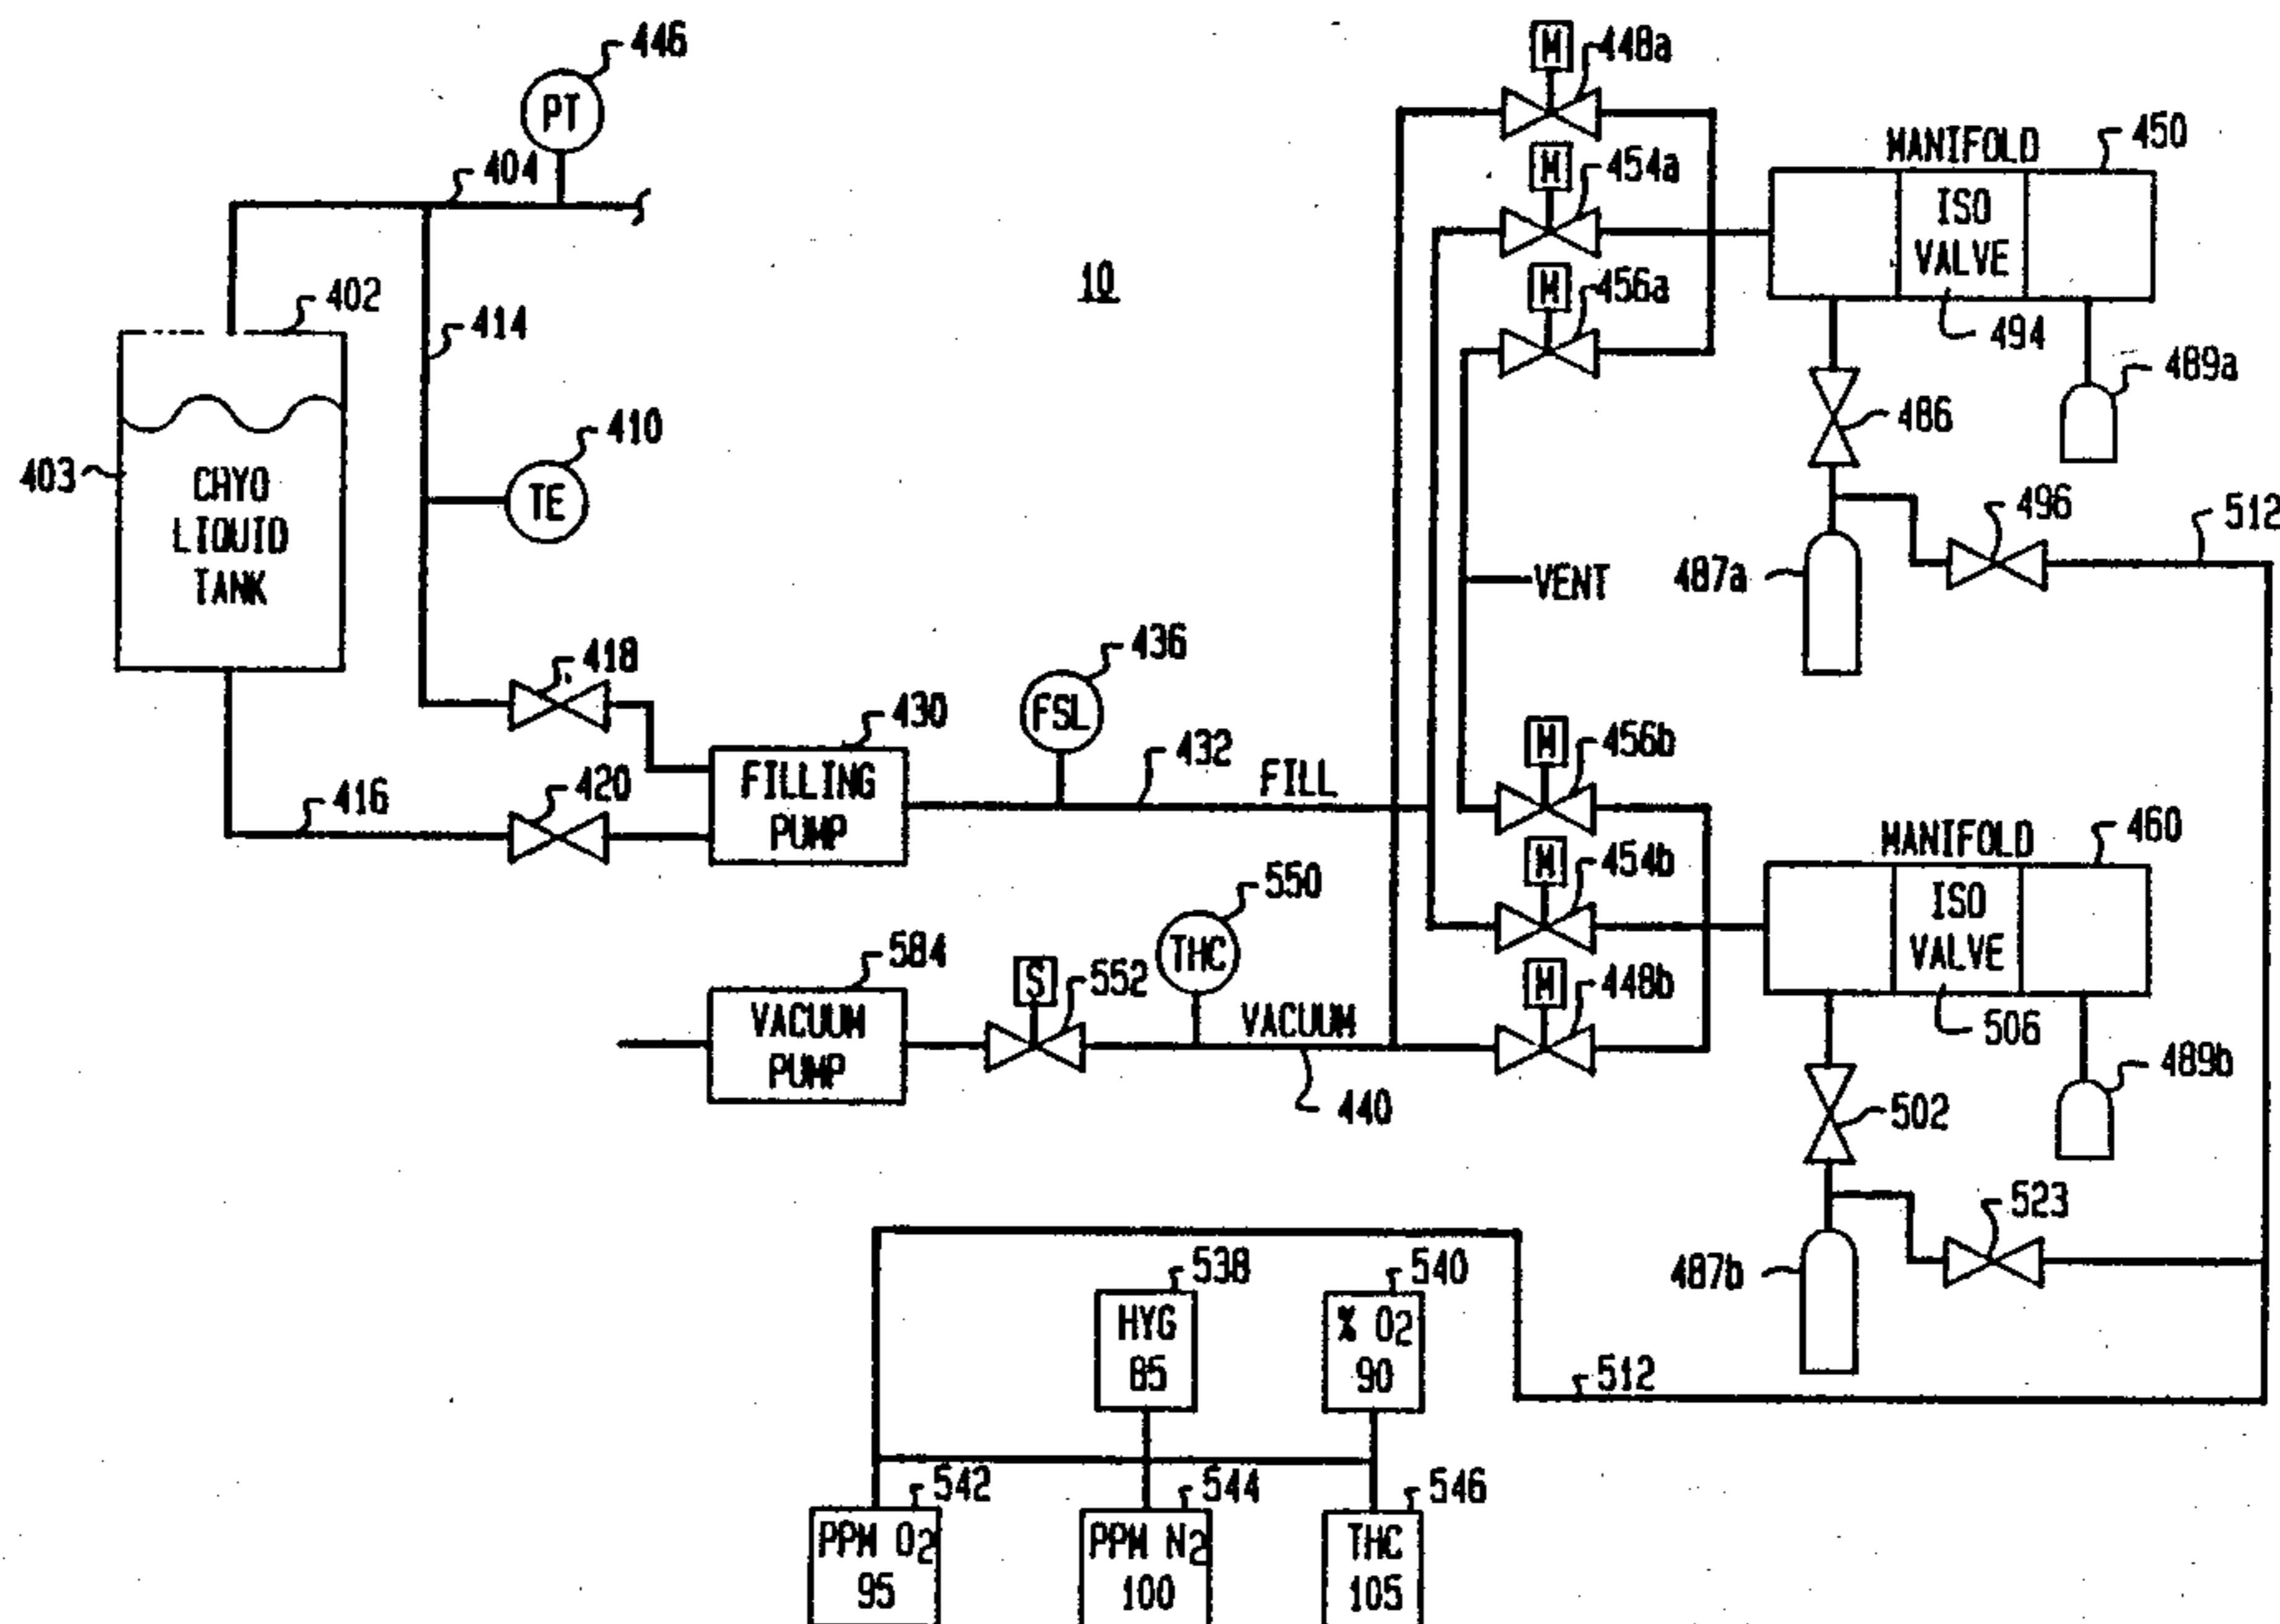 446
PT
404
402
414
403
CRYO
LIQUID
TANK
410
TE
418
416
420
430
FILLING
PUMP
436
FSL
432
FILL
10
M
448a
M
454a
M
456a
VENT
MANIFOLD
450
ISO
VALVE
494
489a
486
487a
496
512
M
456b
M
454b
M
448b
MANIFOLD
460
ISO
VALVE
506
489b
502
487b
523
512
584
VACUUM
PUMP
S
552
550
THC
VACUUM
440
538
HYG
85
540
% O2
90
542
PPM O2
95
544
PPM N2
100
546
THC
105